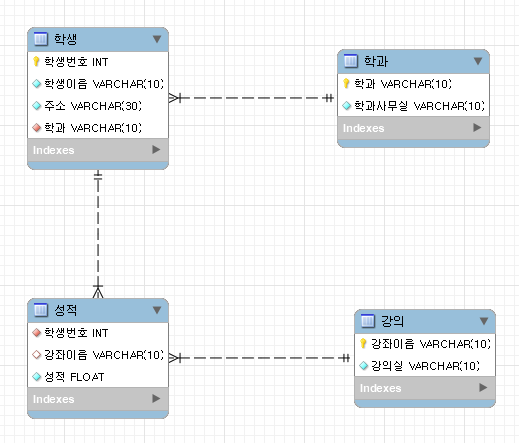 학생
학생번호 INT
학생이름 VARCHAR(10)
주소 VARCHAR(30)
학과 VARCHAR(10)
Indexes
학과
학과 VARCHAR(10)
학과사무실 VARCHAR(10)
Indexes
성적
학생번호 INT
강좌이름 VARCHAR(10)
성적 FLOAT
Indexes
강의
강좌이름 VARCHAR(10)
강의실 VARCHAR(10)
Indexes